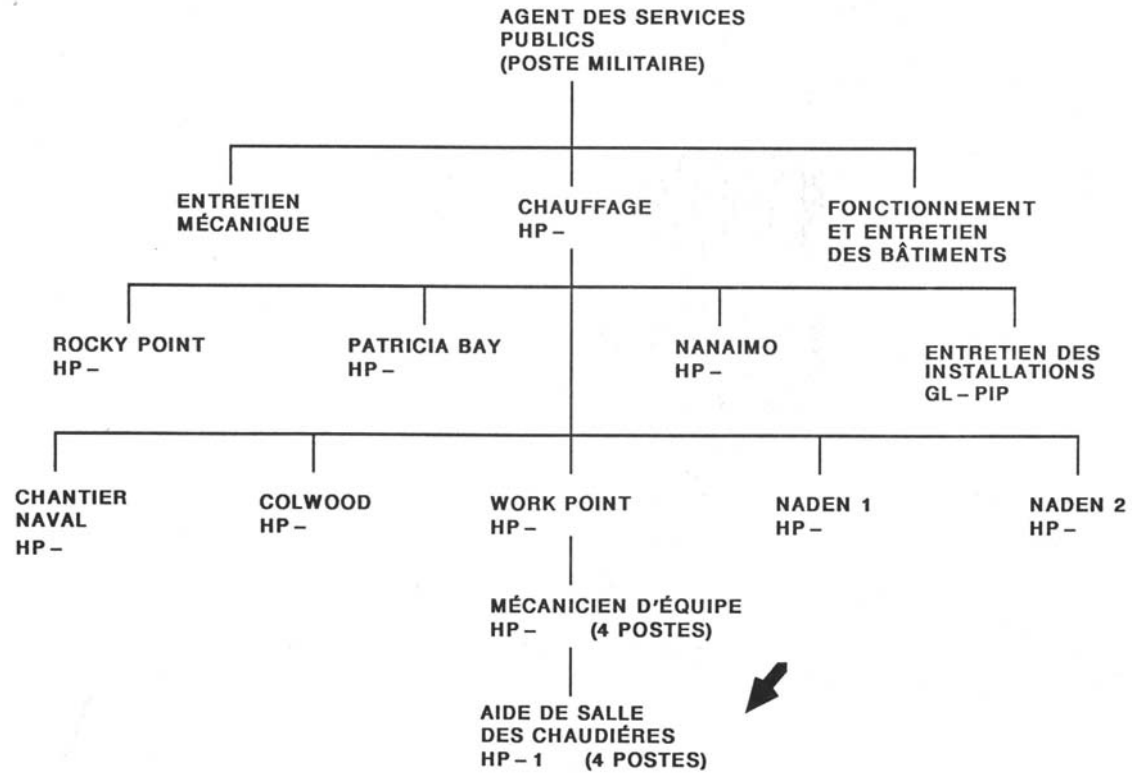 AGENT DES SERVICES
PUBLICS
(POSTE MILITAIRE)
ENTRETIEN
MÉCANIQUE
CHAUFFAGE
HP –
FONCTIONNEMENT
ET ENTRETIEN
DES BÂTIMENTS
ROCKY POINT
HP –
PATRICIA BAY
HP –
NANAIMO
HP –
ENTRETIEN DES
INSTALLATIONS
GL – PIP
CHANTIER
NAVAL
HP –
COLWOOD
HP –
WORK POINT
HP –
NADEN 1
HP –
NADEN 2
HP –
MÉCANICIEN D'ÉQUIPE
HP – (4 POSTES)
AIDE DE SALLE
DES CHAUDIÉRES
HP – 1 (4 POSTES)